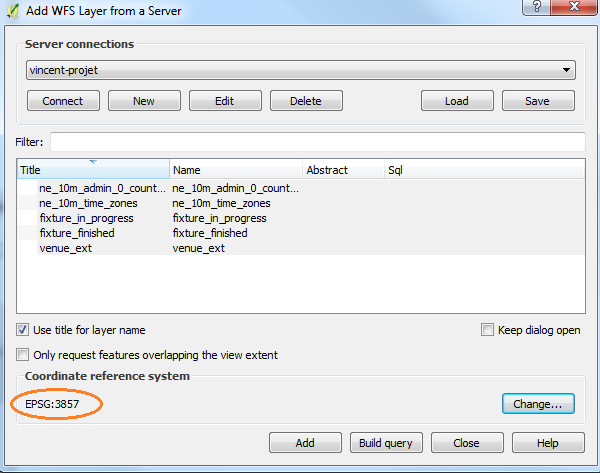 Add WFS Layer from a Server
Server connections
vincent-projet
Connect New Edit Delete Load Save
Filter:
Title Name Abstract Sql
ne_10m_admin_0_count... ne_10m_admin_0_count...
ne_10m_time_zones ne_10m_time_zones
fixture_in_progress fixture_in_progress
fixture_finished fixture_finished
venue_ext venue_ext
Use title for layer name Keep dialog open
Only request features overlapping the view extent
Coordinate reference system
EPSG:3857 Change...
Add Build query Close Help